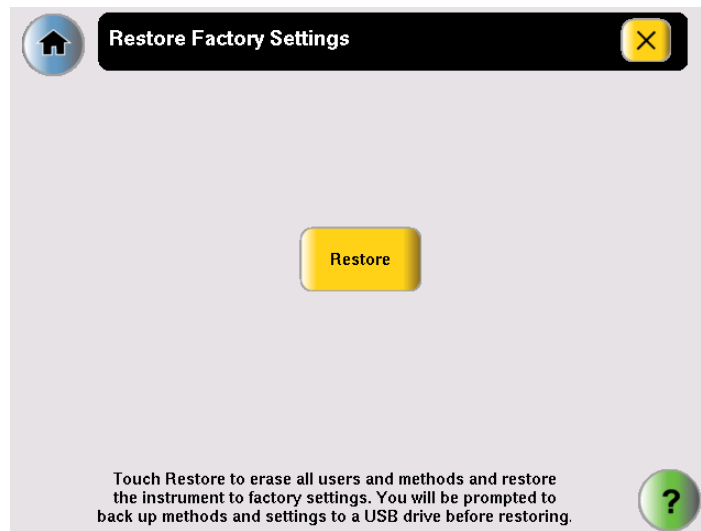 Restore Factory Settings
Restore
Touch Restore to erase all users and methods and restore
the instrument to factory settings. You will be prompted to
back up methods and settings to a USB drive before restoring.
?